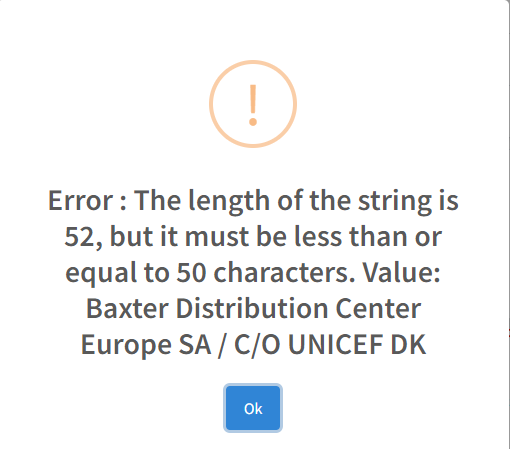 !
Error : The length of the string is
52, but it must be less than or
equal to 50 characters. Value:
Baxter Distribution Center
Europe SA / C/O UNICEF DK
Ok